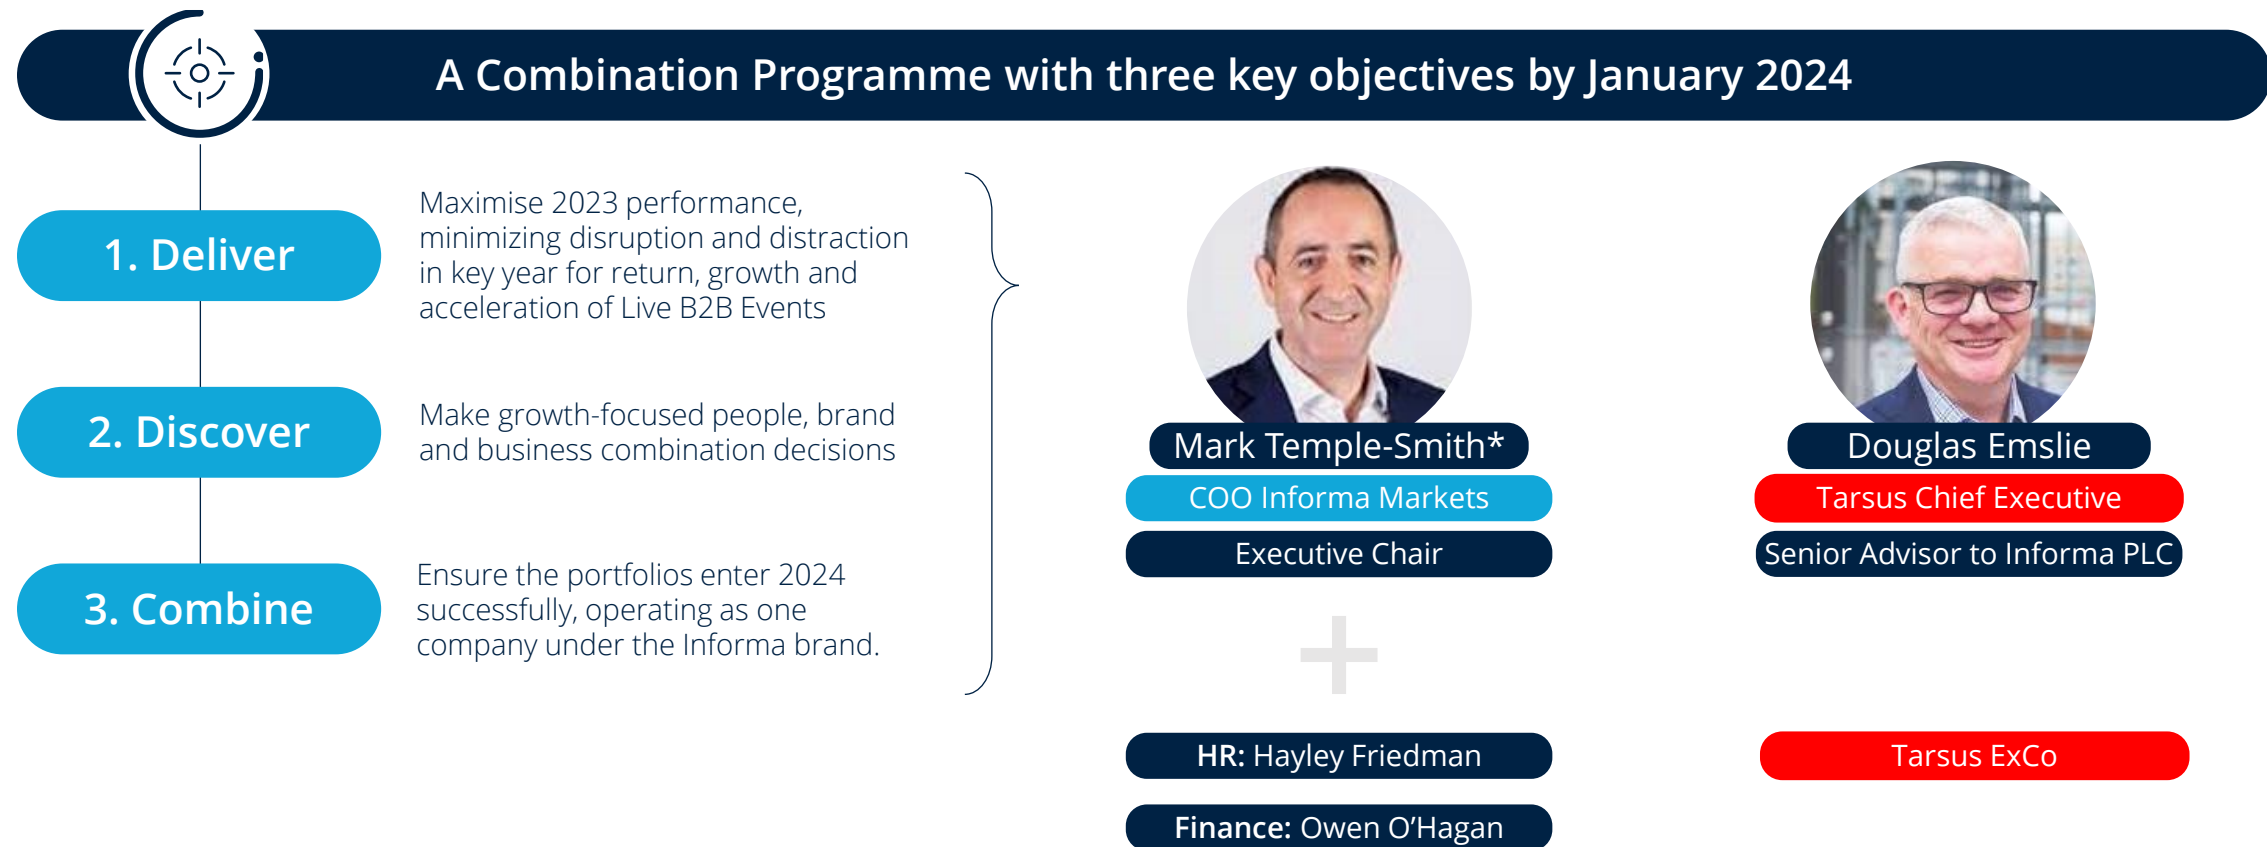 A Combination Programme with three key objectives by January 2024
1. Deliver
Maximise 2023 performance,
minimizing disruption and distraction
in key year for return, growth and
acceleration of Live B2B Events
2. Discover
Make growth-focused people, brand
and business combination decisions
3. Combine
Ensure the portfolios enter 2024
successfully, operating as one
company under the Informa brand.
Mark Temple-Smith*
COO Informa Markets
Executive Chair
Douglas Emslie
Tarsus Chief Executive
Senior Advisor to Informa PLC
+
HR: Hayley Friedman
Finance: Owen O’Hagan
Tarsus ExCo